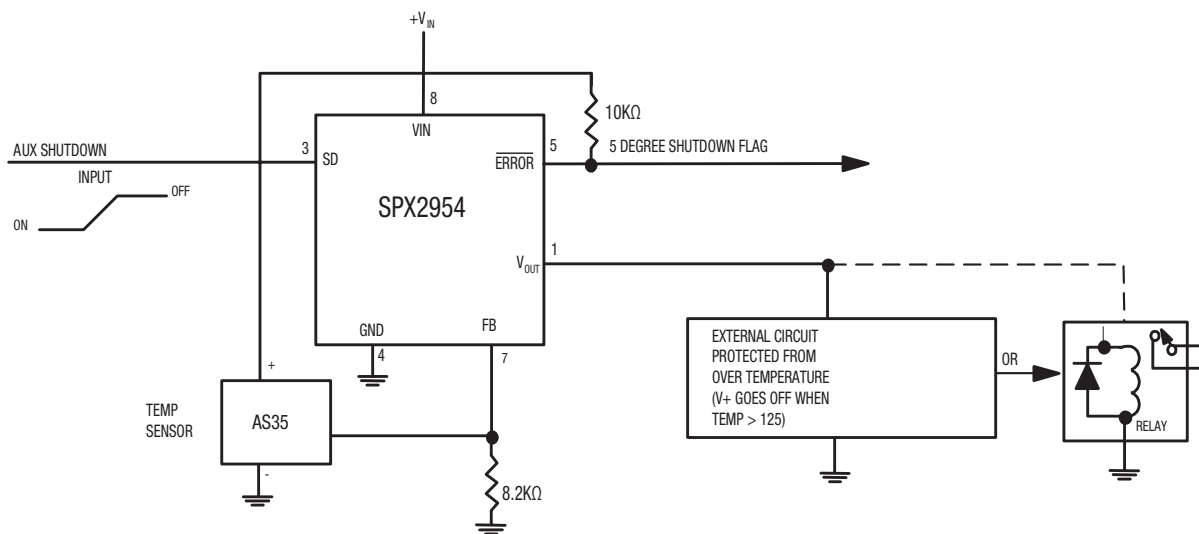 +VIN
8
VIN
10KΩ
AUX SHUTDOWN
3
SD
5
ERROR
5 DEGREE SHUTDOWN FLAG
INPUT
OFF
ON
SPX2954
1
VOUT
GND
FB
4
7
EXTERNAL CIRCUIT
PROTECTED FROM
OVER TEMPERATURE
(V+ GOES OFF WHEN
TEMP > 125)
OR
RELAY
+
TEMP
SENSOR
AS35
-
8.2KΩ